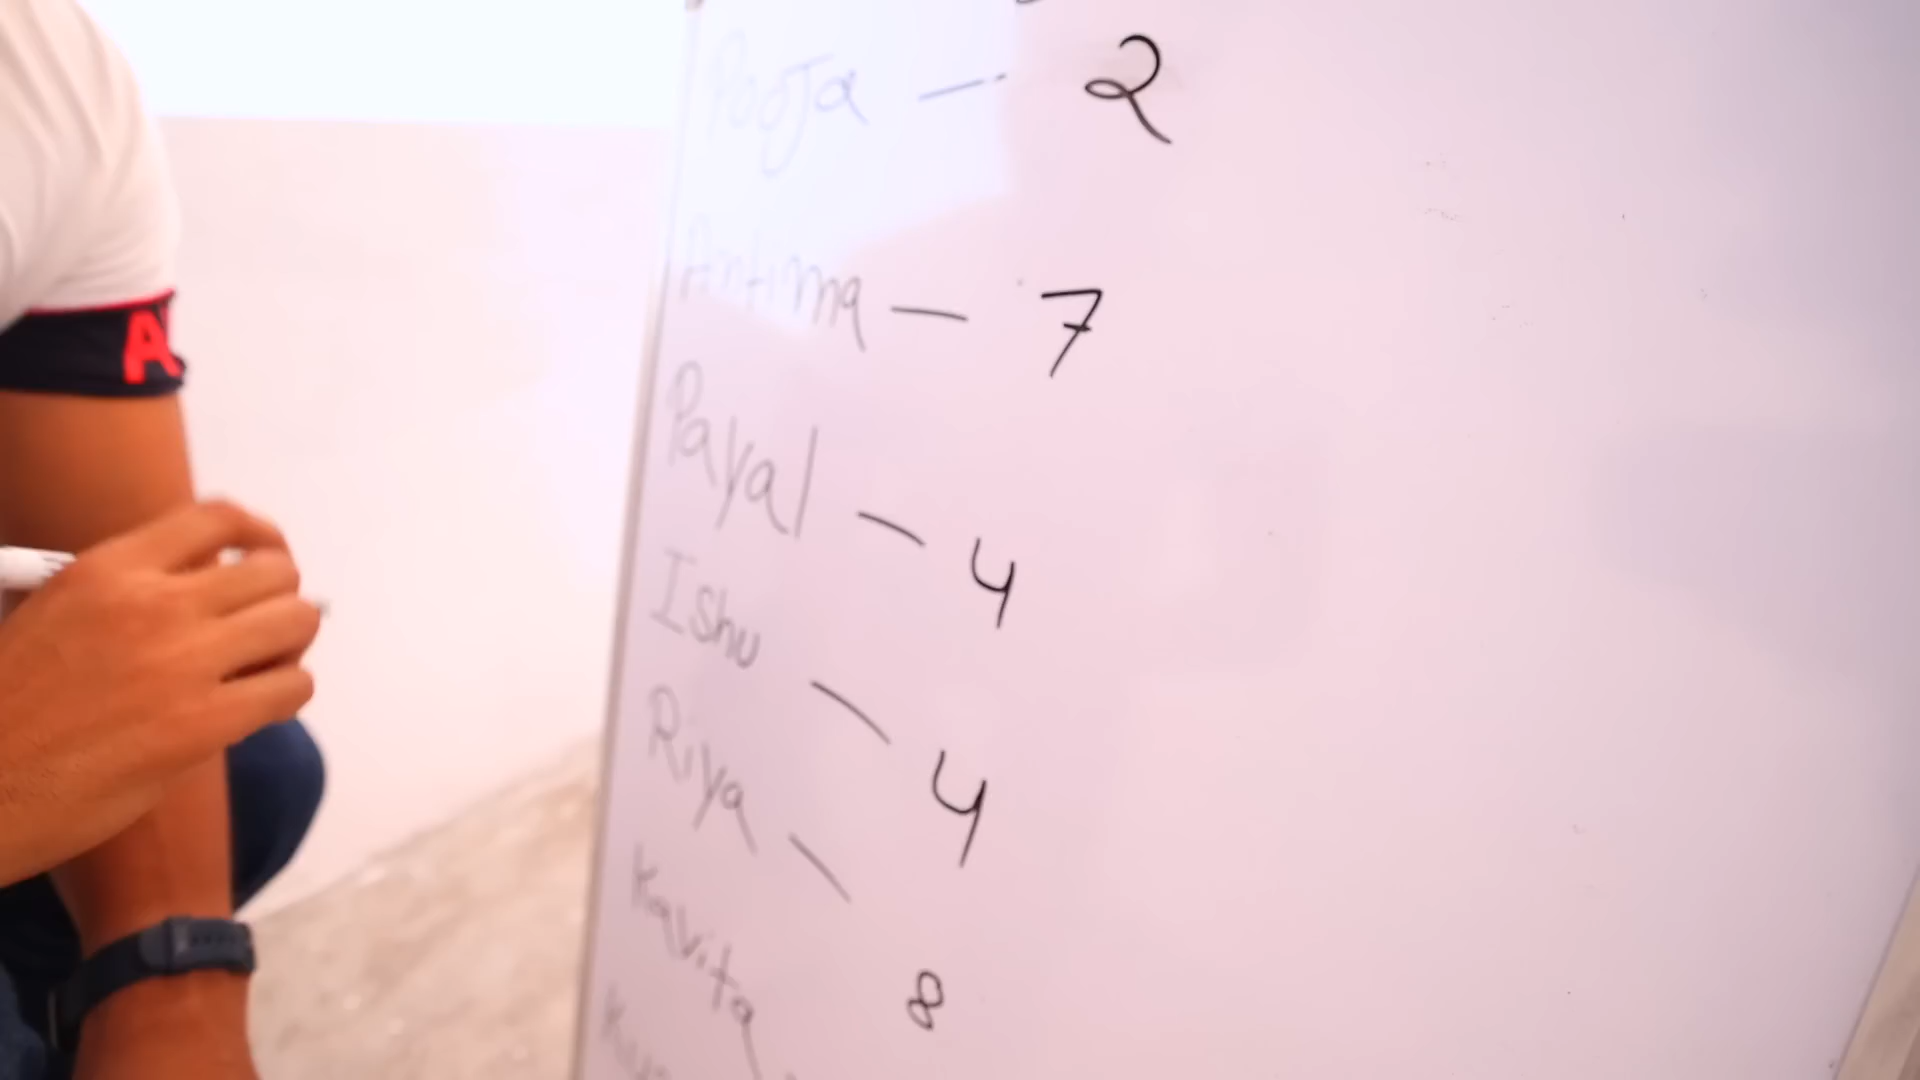 Pooja — 2
Antima — 7
Payal — 4
Ishu — 4
Riya — 8
Kavita
A